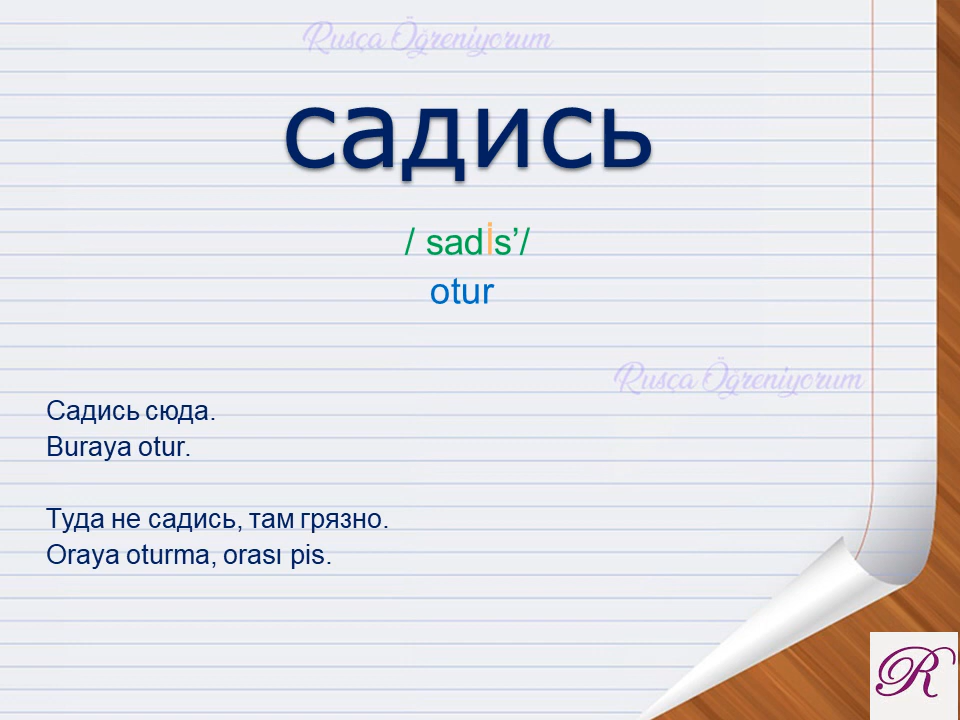 Rusça Öğreniyorum
садись
/ sadİs’/
otur
Rusça Öğreniyorum
Садись сюда.
Buraya otur.
Туда не садись, там грязно.
Oraya oturma, orası pis.
R